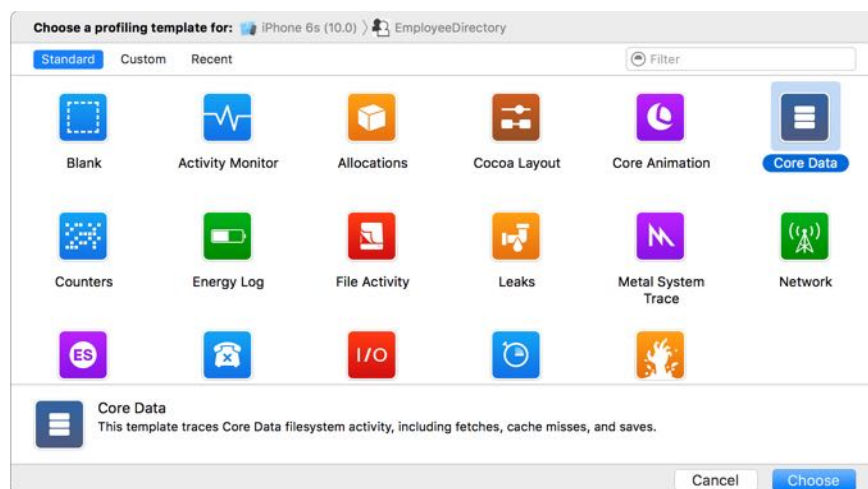 Choose a profiling template for: iPhone 6s (10.0) 〉 EmployeeDirectory
Standard Custom Recent Filter
Blank Activity Monitor Allocations Cocoa Layout Core Animation Core Data
Counters Energy Log File Activity Leaks Metal System Trace Network
ES I/O
Core Data
This template traces Core Data filesystem activity, including fetches, cache misses, and saves.
Cancel Choose